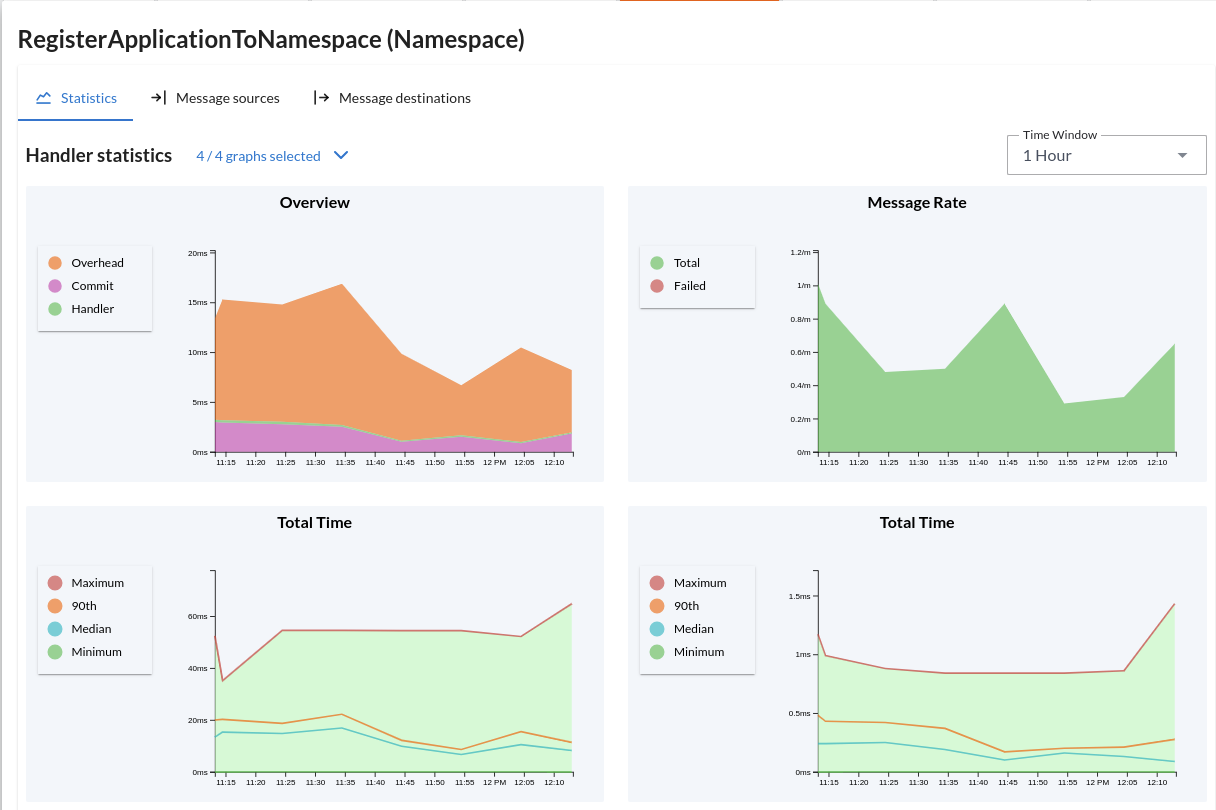 RegisterApplicationToNamespace (Namespace)
Statistics Message sources Message destinations
Handler statistics 4 / 4 graphs selected
Time Window
1 Hour
Overview
Overhead
Commit
Handler
20ms
15ms
10ms
5ms
0ms
11:15 11:20 11:25 11:30 11:35 11:40 11:45 11:50 11:55 12 PM 12:05 12:10
Message Rate
Total
Failed
1.2/m
1/m
0.8/m
0.6/m
0.4/m
0.2/m
0/m
11:15 11:20 11:25 11:30 11:35 11:40 11:45 11:50 11:55 12 PM 12:05 12:10
Total Time
Maximum
90th
Median
Minimum
60ms
40ms
20ms
0ms
11:15 11:20 11:25 11:30 11:35 11:40 11:45 11:50 11:55 12 PM 12:05 12:10
Total Time
Maximum
90th
Median
Minimum
1.5ms
1ms
0.5ms
0ms
11:15 11:20 11:25 11:30 11:35 11:40 11:45 11:50 11:55 12 PM 12:05 12:10